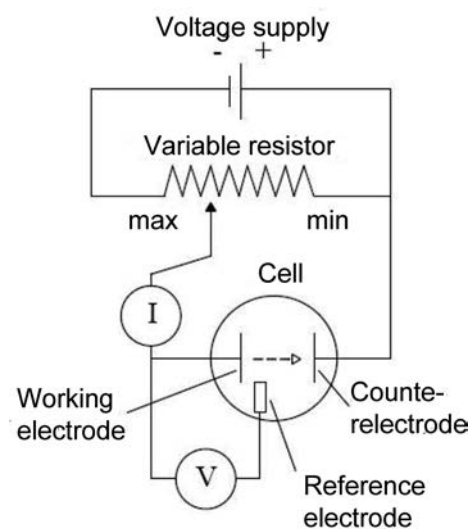 Voltage supply
- +
Variable resistor
max min
Cell
I
Working
electrode
Counte-
relectrode
V
Reference
electrode